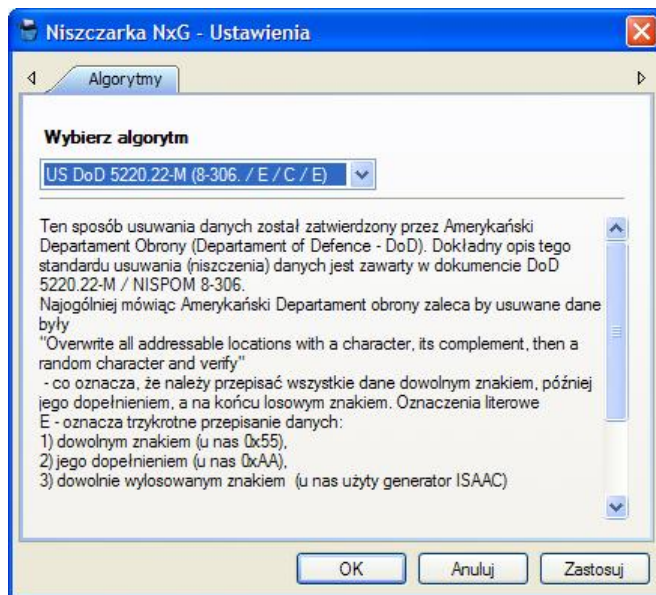 Niszczarka NxG - Ustawienia
Algorytmy
Wybierz algorytm
US DoD 5220.22-M (8-306. / E / C / E)
Ten sposób usuwania danych został zatwierdzony przez Amerykański
Departament Obrony (Departament of Defence - DoD). Dokładny opis tego
standardu usuwania (niszczenia) danych jest zawarty w dokumencie DoD
5220.22-M / NISPOM 8-306.
Najogólniej mówiąc Amerykański Departament obrony zaleca by usuwane dane
były
"Overwrite all addressable locations with a character, its complement, then a
random character and verify"
- co oznacza, że należy przepisać wszystkie dane dowolnym znakiem, później
jego dopełnieniem, a na końcu losowym znakiem. Oznaczenia literowe
E - oznacza trzykrotne przepisanie danych:
1) dowolnym znakiem (u nas 0x55),
2) jego dopełnieniem (u nas 0xAA),
3) dowolnie wylosowanym znakiem (u nas użyty generator ISAAC)
OK
Anuluj
Zastosuj